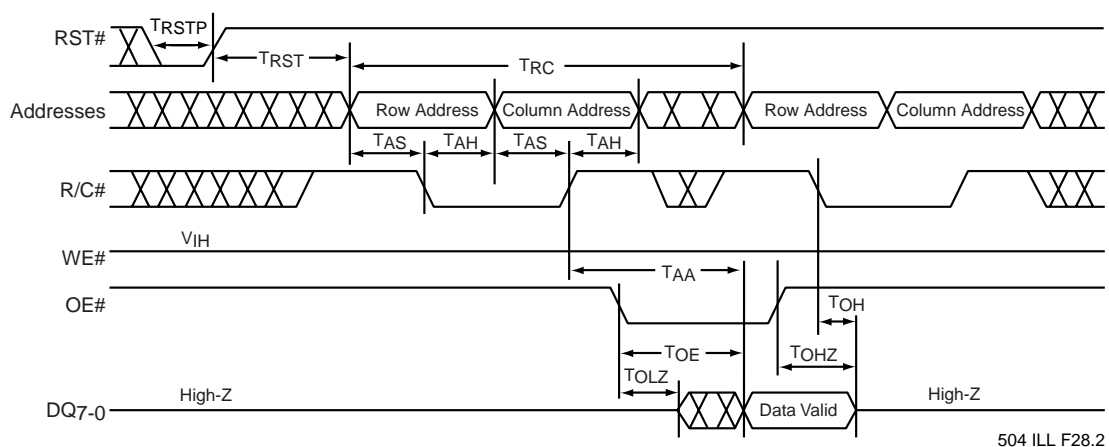 RST#
TRSTP
TRST
TRC
Addresses
Row Address
Column Address
Row Address
Column Address
TAS
TAH
TAS
TAH
R/C#
VIH
WE#
TAA
OE#
TOH
TOE
TOHZ
TOLZ
High-Z
DQ7-0
Data Valid
High-Z
504 ILL F28.2